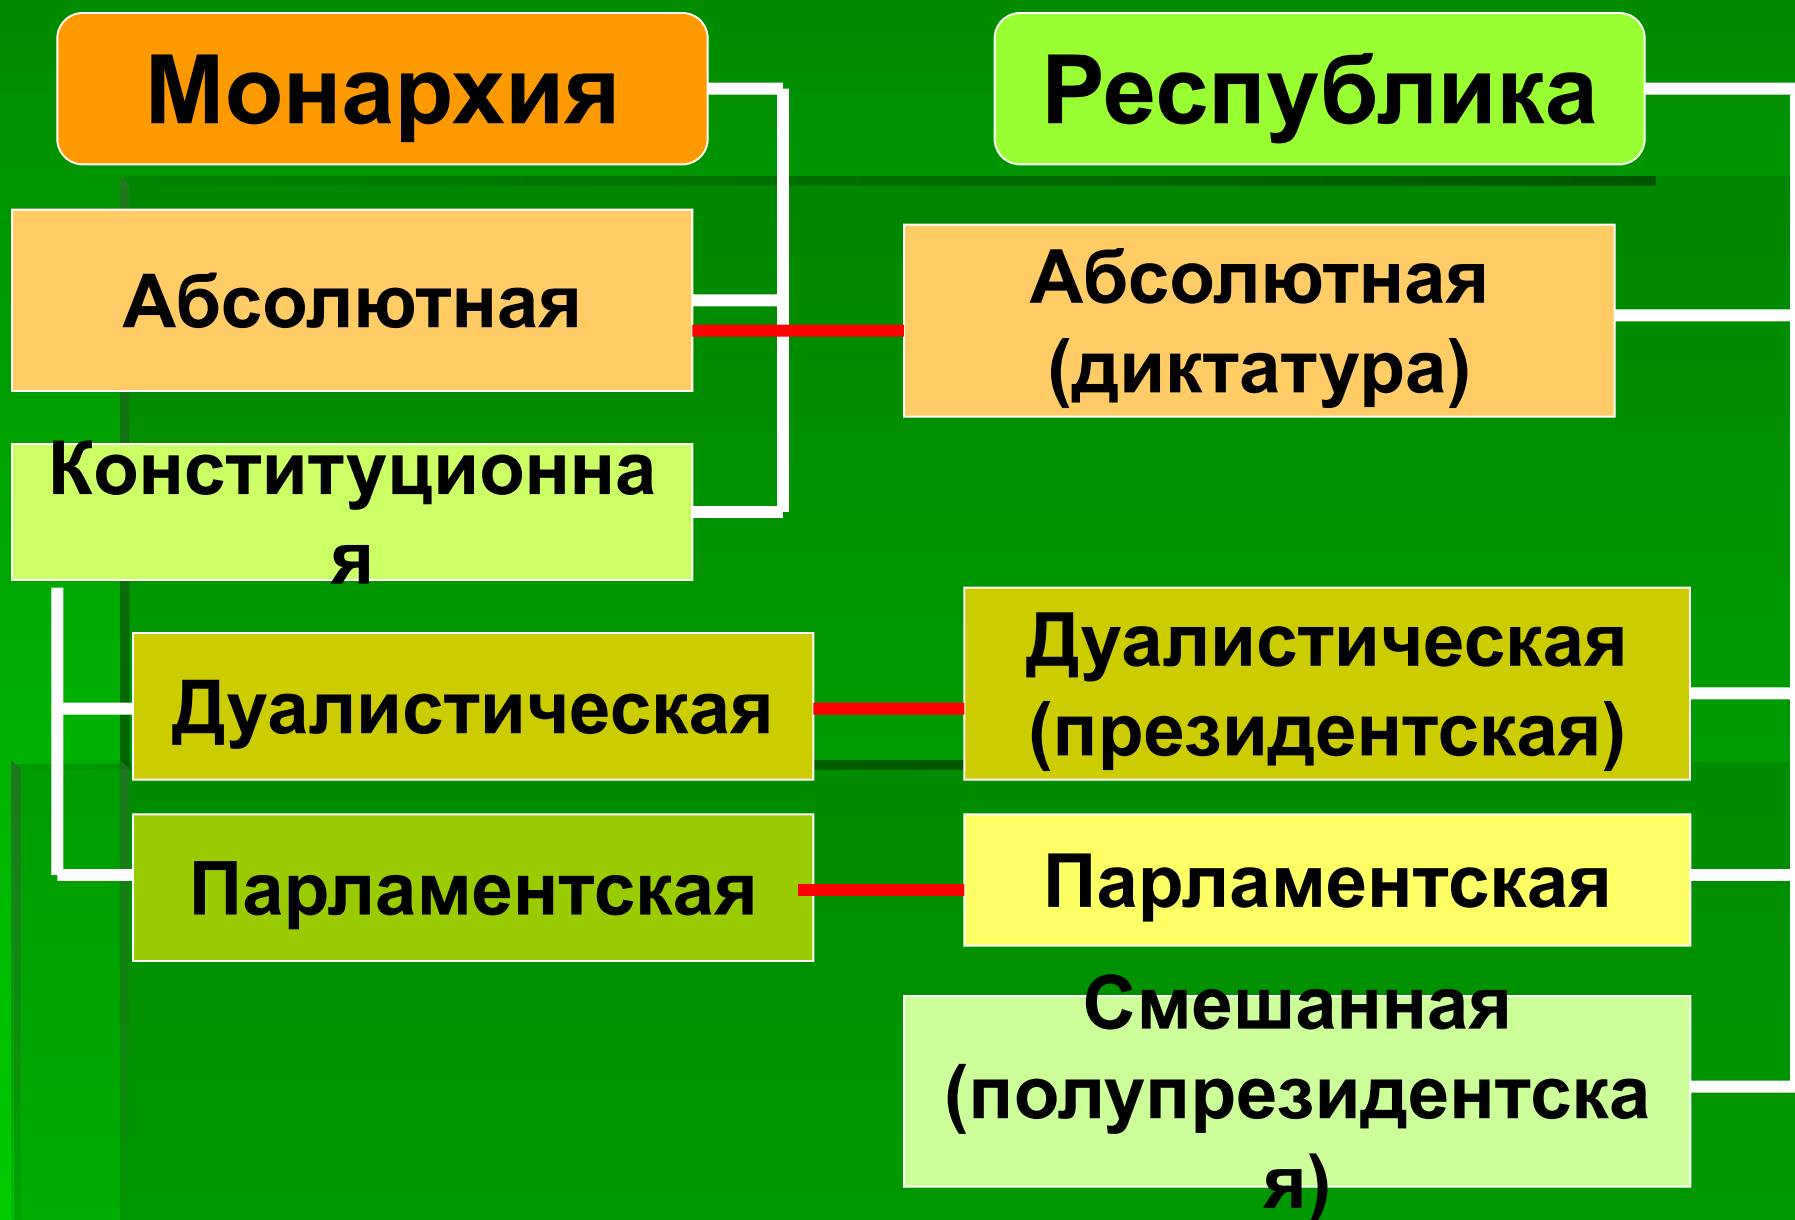 Монархия
Республика
Абсолютная
Абсолютная
(диктатура)
Конституционна
я
Дуалистическая
Дуалистическая
(президентская)
Парламентская
Парламентская
Смешанная
(полупрезидентска
я)